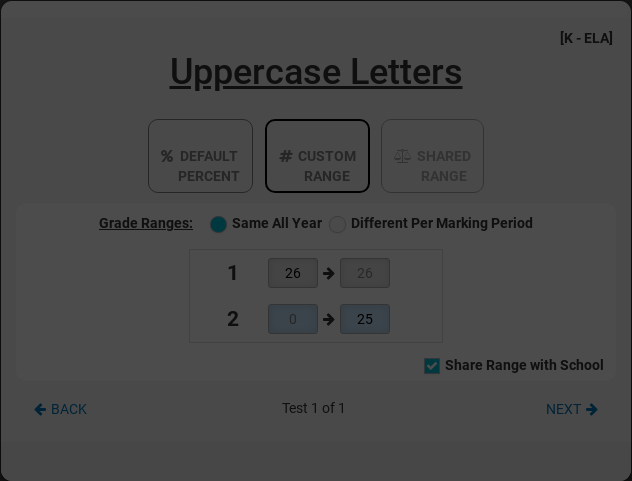 [K - ELA]
Uppercase Letters
% DEFAULT PERCENT
# CUSTOM RANGE
SHARED RANGE
Grade Ranges: Same All Year Different Per Marking Period
1 26 → 26
2 0 → 25
Share Range with School
← BACK Test 1 of 1 NEXT →